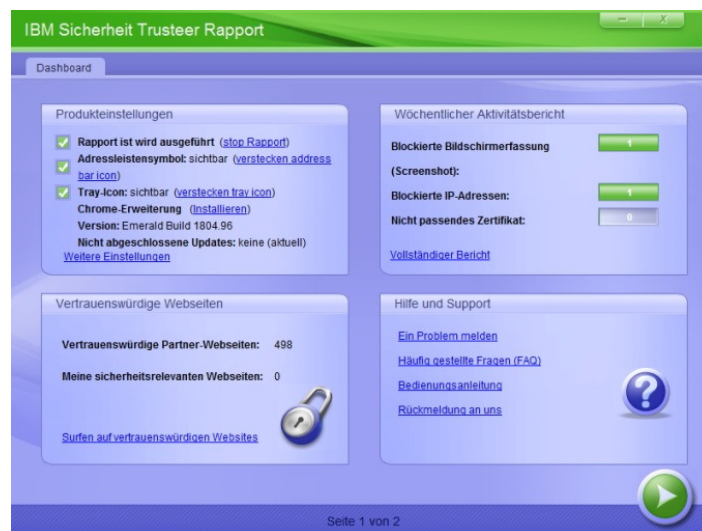 IBM Sicherheit Trusteer Rapport
Dashboard
Produkteinstellungen
Rapport ist wird ausgeführt (stop Rapport)
Adressleistensymbol: sichtbar (verstecken address
bar icon)
Tray-Icon: sichtbar (verstecken tray icon)
Chrome-Erweiterung (Installieren)
Version: Emerald Build 1804.96
Nicht abgeschlossene Updates: keine (aktuell)
Weitere Einstellungen
Wöchentlicher Aktivitätsbericht
Blockierte Bildschirmerfassung 1
(Screenshot):
Blockierte IP-Adressen: 1
Nicht passendes Zertifikat: 0
Vollständiger Bericht
Vertrauenswürdige Webseiten
Vertrauenswürdige Partner-Webseiten: 498
Meine sicherheitsrelevanten Webseiten: 0
Surfen auf vertrauenswürdigen Websites
Hilfe und Support
Ein Problem melden
Häufig gestellte Fragen (FAQ)
Bedienungsanleitung
Rückmeldung an uns
Seite 1 von 2